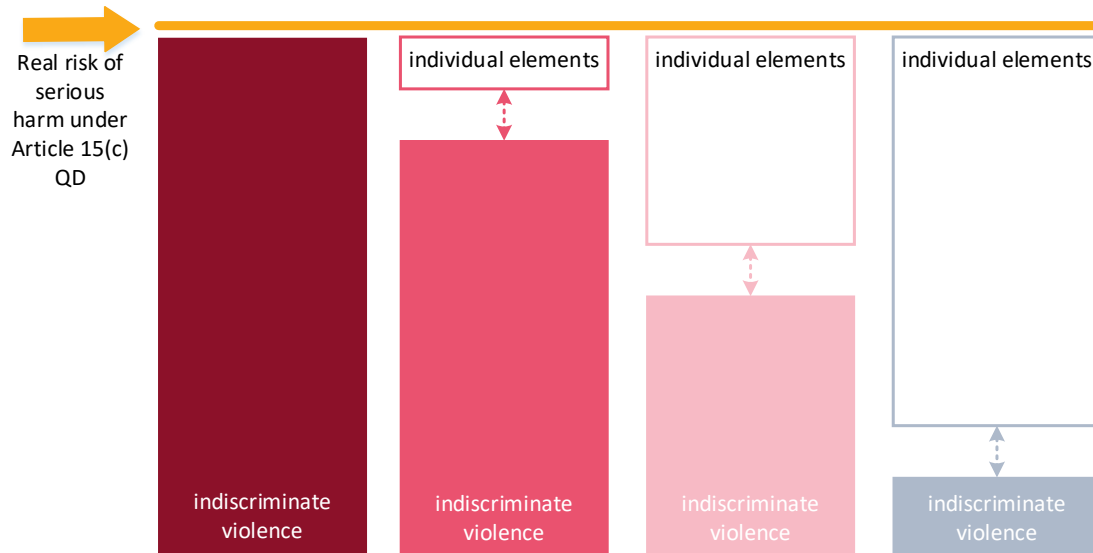 Real risk of
serious
harm under
Article 15(c)
QD
individual elements
individual elements
individual elements
indiscriminate
violence
indiscriminate
violence
indiscriminate
violence
indiscriminate
violence